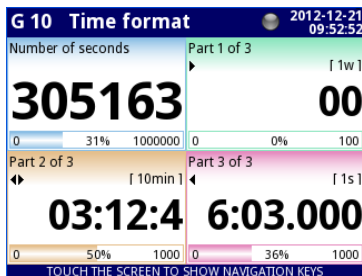 G 10 Time format
2012-12-21
09:52:52
Number of seconds
305163
0 31% 1000000
Part 1 of 3
[ 1w ]
00
0 0% 100
Part 2 of 3
[ 10min ]
03:12:4
0 50% 1000
Part 3 of 3
[ 1s ]
6:03.000
0 36% 1000
TOUCH THE SCREEN TO SHOW NAVIGATION KEYS